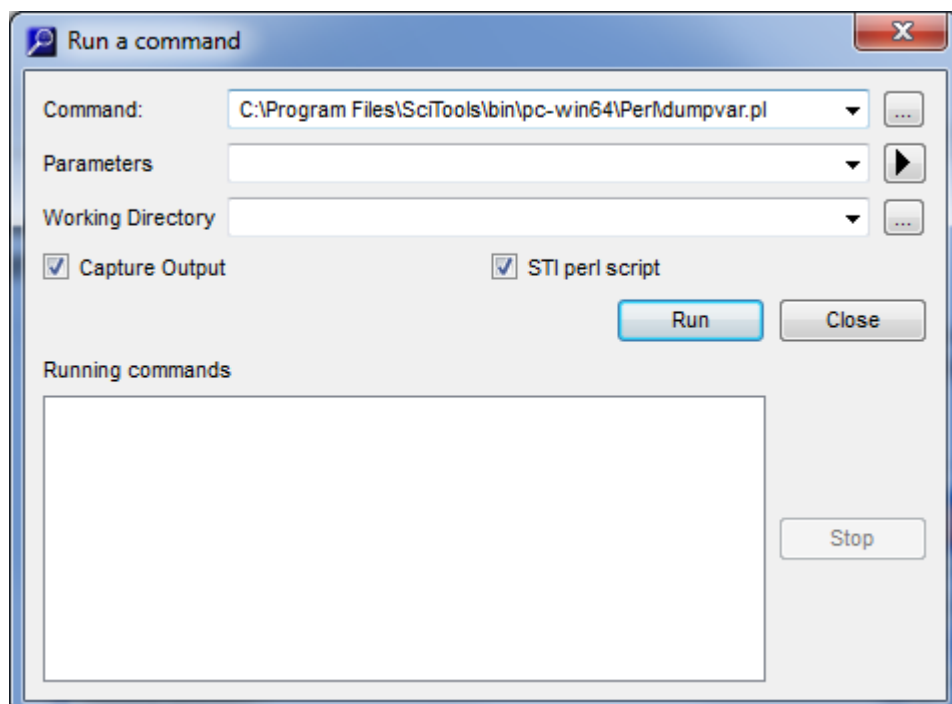 Run a command
Command: C:\Program Files\SciTools\bin\pc-win64\Perl\dumpvar.pl ...
Parameters
Working Directory ...
Capture Output STI perl script
Run Close
Running commands
Stop